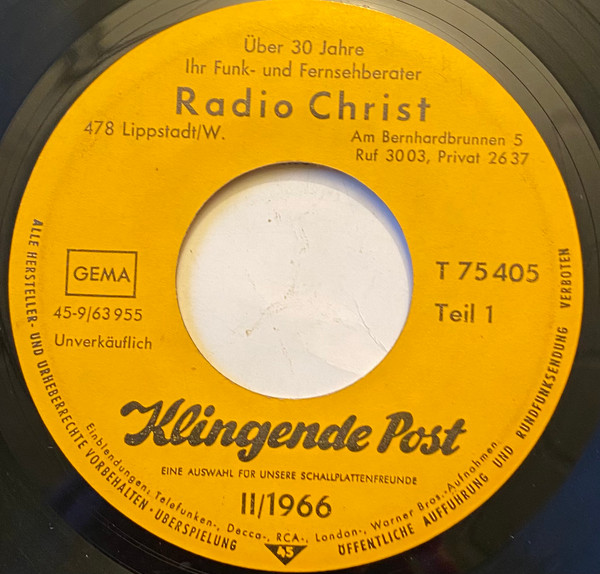 Über 30 Jahre
Ihr Funk- und Fernsehberater
Radio Christ
478 Lippstadt/W.
Am Bernhardbrunnen 5
Ruf 3003, Privat 2637
GEMA
45-9/63955
Unverkäuflich
T 75405
Teil 1
Klingende Post
EINE AUSWAHL FÜR UNSERE SCHALLPLATTENFREUNDE
II/1966
Einblendungen: Telefunken-, Decca-, RCA-, London-, Warner Bros.-Aufnahmen.
45
ALLE HERSTELLER- UND URHEBERRECHTE VORBEHALTEN · ÜBERSPIELUNG
ÖFFENTLICHE AUFFÜHRUNG UND RUNDFUNKSENDUNG VERBOTEN